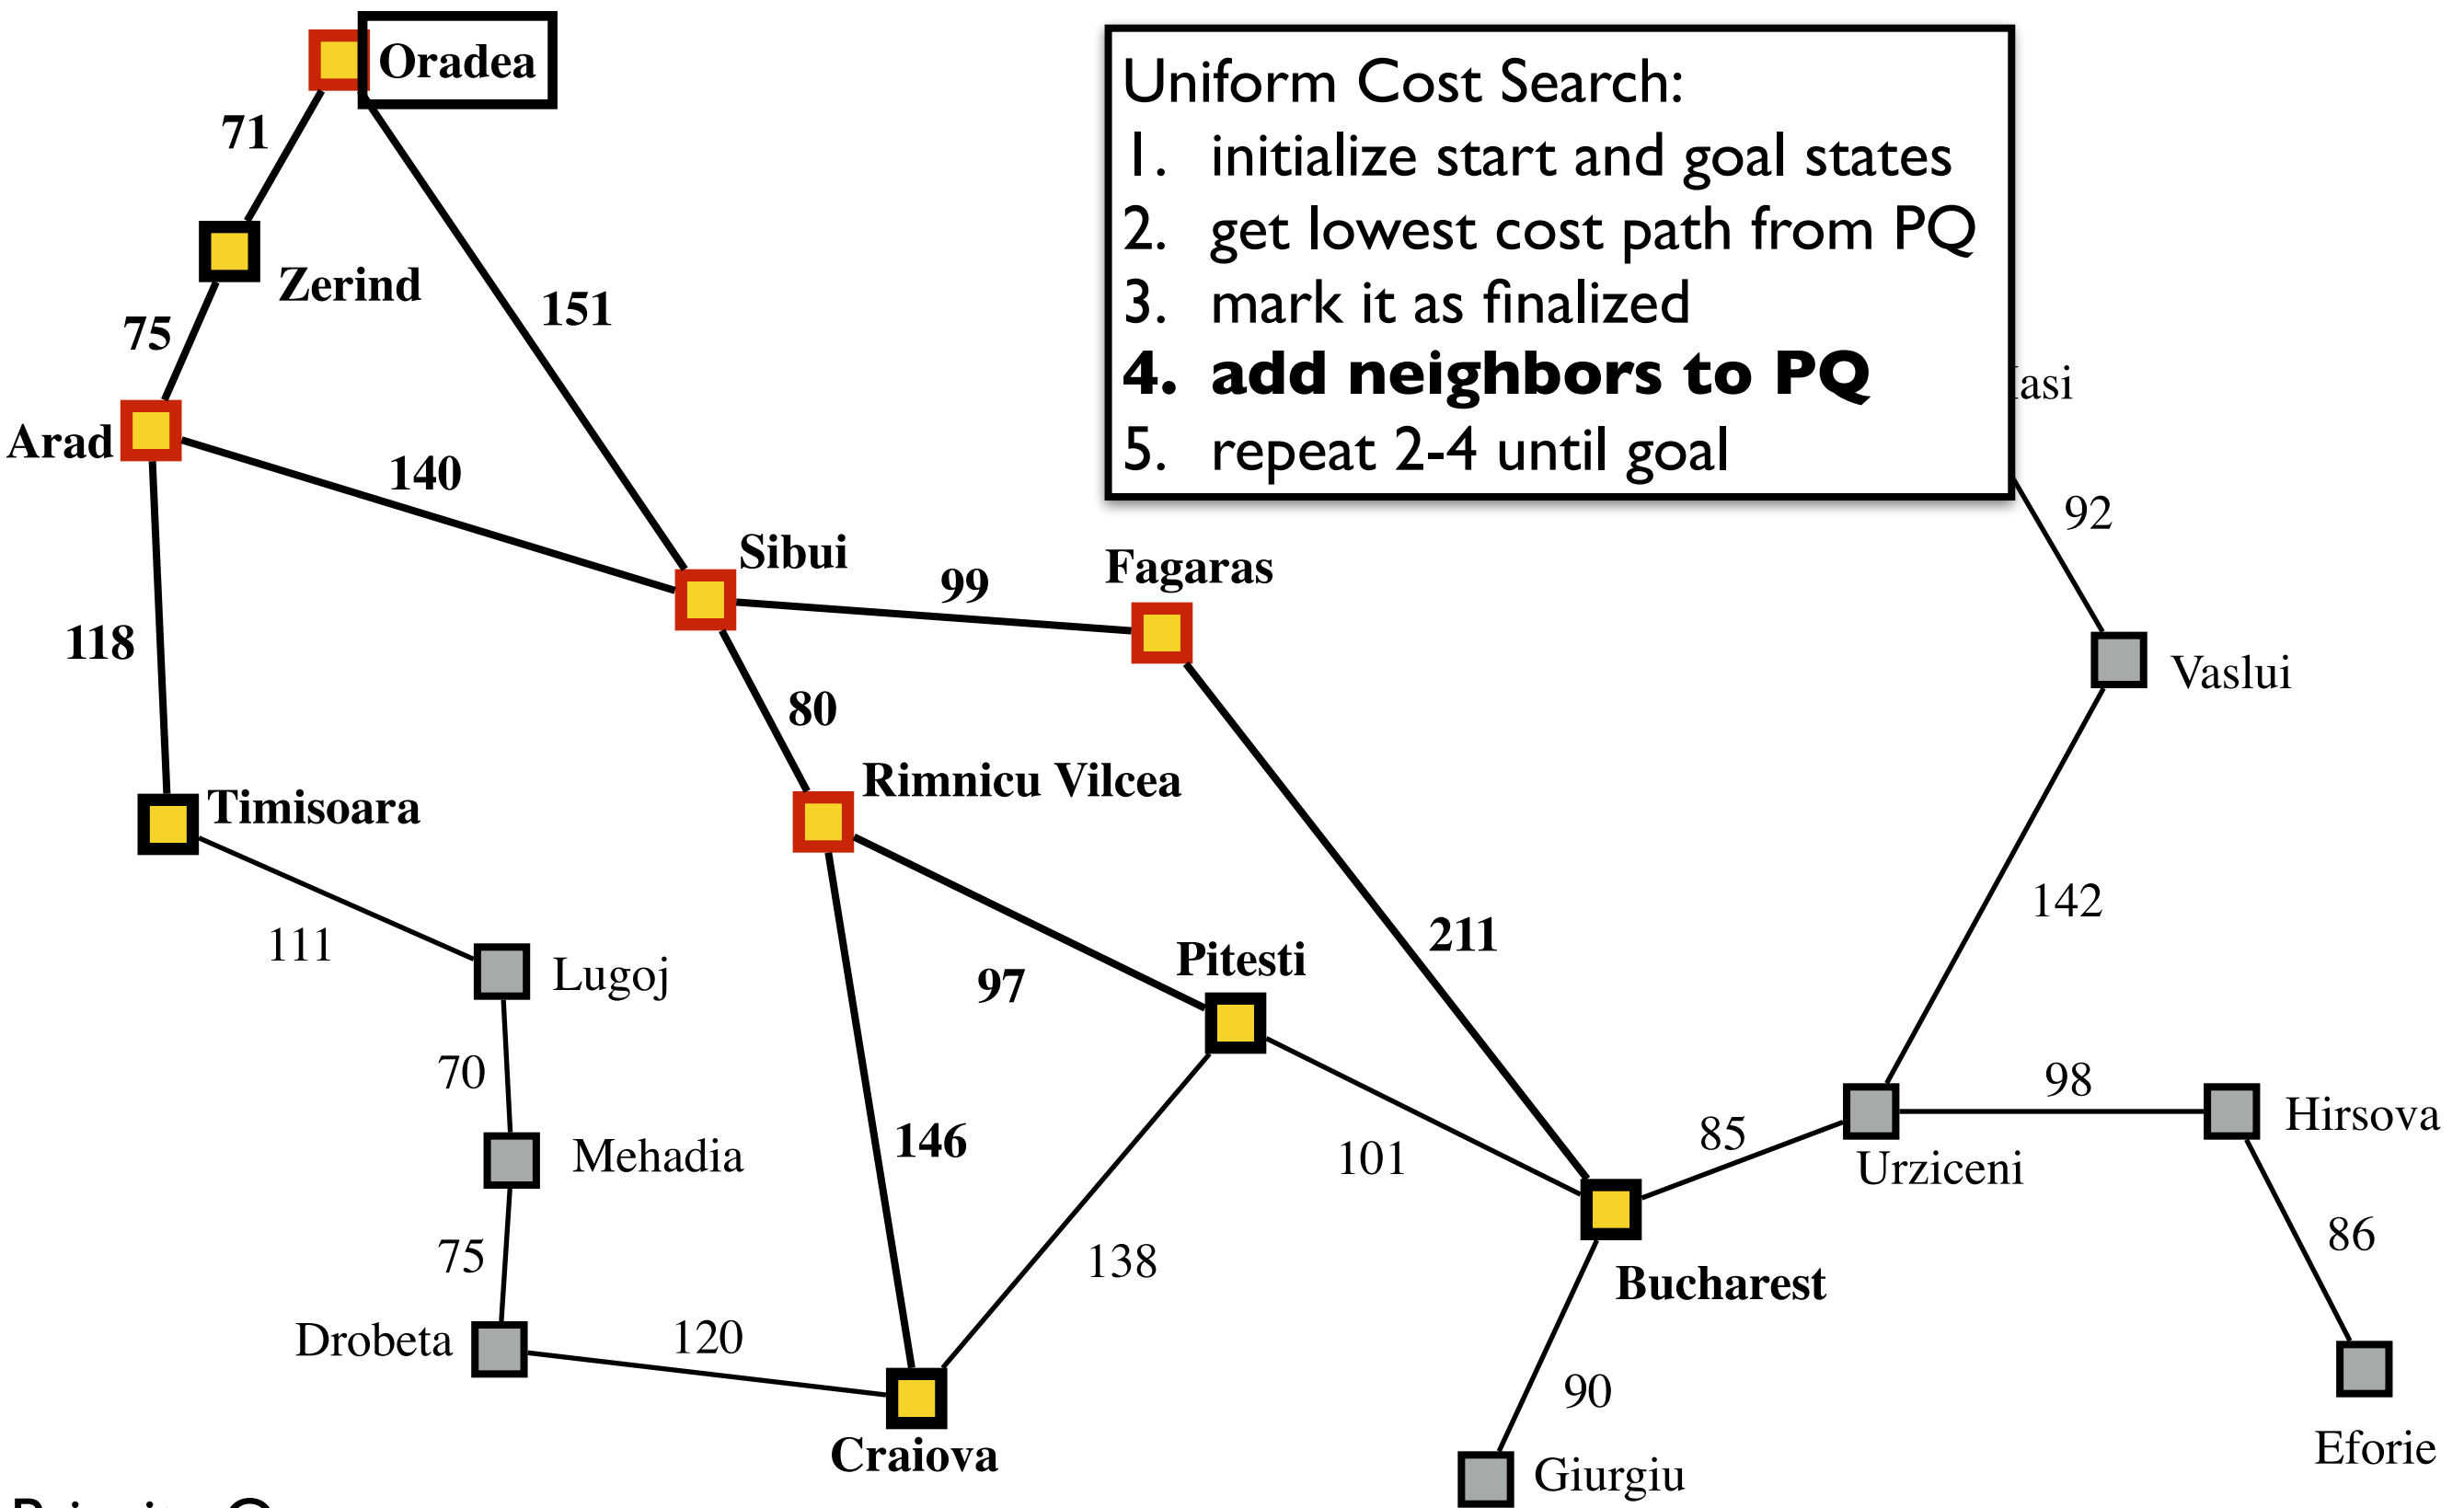 Oradea
Uniform Cost Search:
1. initialize start and goal states
2. get lowest cost path from PQ
3. mark it as finalized
4. add neighbors to PQ
5. repeat 2-4 until goal
71
Zerind
151
75
Iasi
Arad
140
92
Sibui
99
Fagaras
118
Vaslui
80
Rimnicu Vilcea
Timisoara
142
111
Lugoj
97
Pitesti
211
70
98
Hirsova
146
101
85
Urziceni
Mehadia
75
138
86
Bucharest
Drobeta
120
90
Craiova
Giurgiu
Eforie